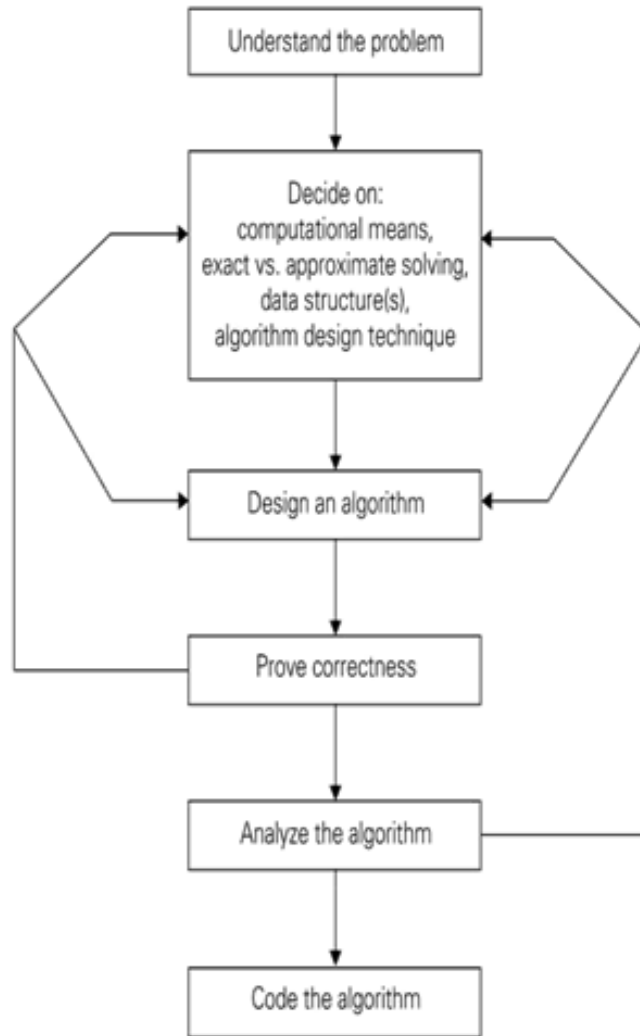 Understand the problem
Decide on:
computational means,
exact vs. approximate solving,
data structure(s),
algorithm design technique
Design an algorithm
Prove correctness
Analyze the algorithm
Code the algorithm